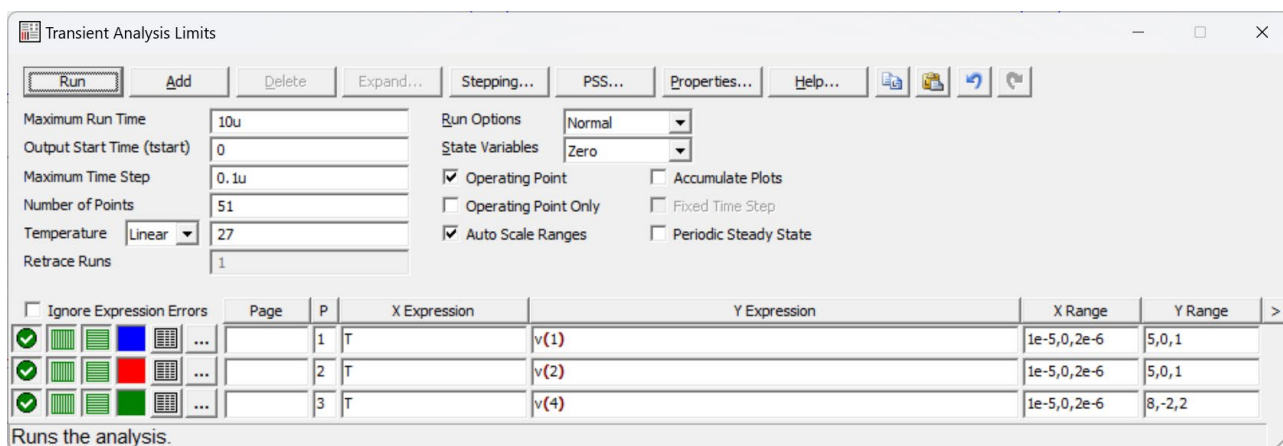 Transient Analysis Limits
Run Add Delete Expand... Stepping... PSS... Properties... Help...
Maximum Run Time 10u Run Options Normal
Output Start Time (tstart) 0 State Variables Zero
Maximum Time Step 0.1u Operating Point Accumulate Plots
Number of Points 51 Operating Point Only Fixed Time Step
Temperature Linear 27 Auto Scale Ranges Periodic Steady State
Retrace Runs 1
Ignore Expression Errors Page P X Expression Y Expression X Range Y Range >
... 1 T v(1) 1e-5,0,2e-6 5,0,1
... 2 T v(2) 1e-5,0,2e-6 5,0,1
... 3 T v(4) 1e-5,0,2e-6 8,-2,2
Runs the analysis.